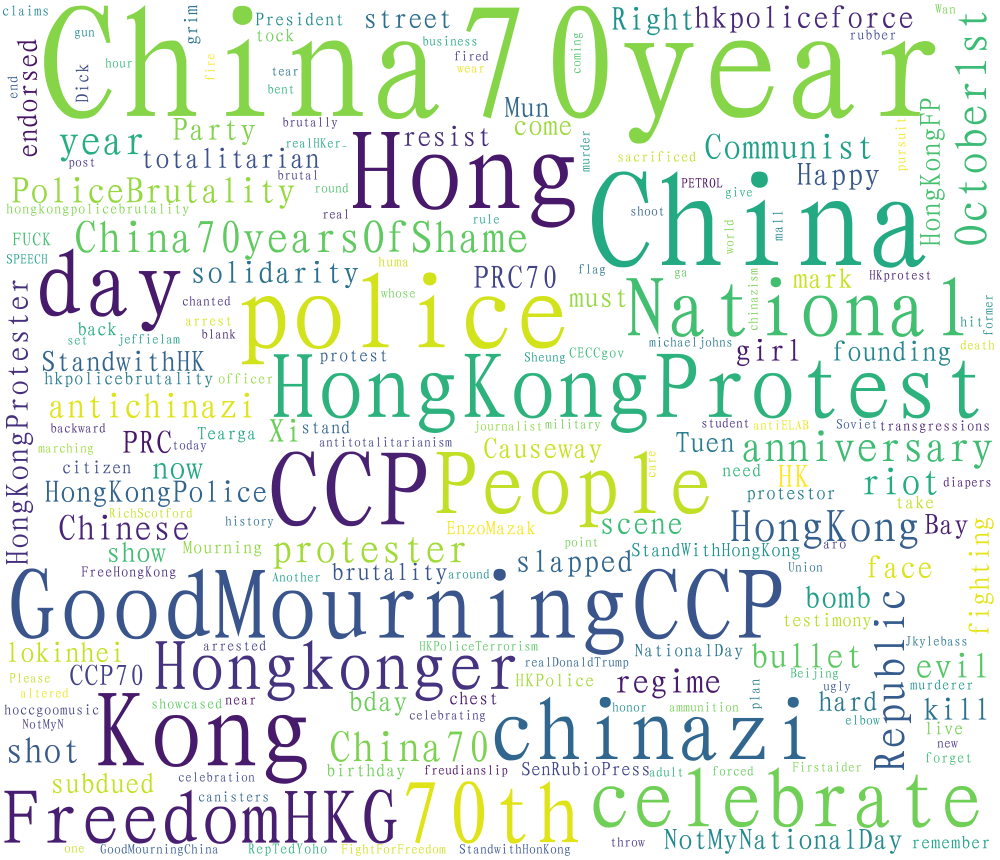 claims
gun
grim
President
tock
street
business
fired
wear
coming
Right
hkpoliceforce
rubber
Wan
China70year
end
hour
endorsed
Dick
fire
tear
bent
Mun
October1st
year
Party
brutally
realHKer_
resist
come
murder
pursuit
HongKongFP
post
totalitarian
brutal
Hong
sacrificed
Communist
PoliceBrutality
round
PETROL
give
Happy
hongkongpolicebrutality
real
rule
shoot
world
mall
China
FUCK
China70yearsOfShame
SPEECH
day
solidarity
huma
whose
PRC70
flag
ga
chinazism
mark
HKprotest
chanted
police
must
National
former
back
arrest
blank
set
jeffielam
hit
HongKongProtester
StandwithHK
protest
Sheung
CECCgov
michaeljohns
girl
founding
death
hkpolicebrutality
officer
HongKongProtest
antichinazi
backward
Tearga
Xi
stand
journalist
military
student
antiELAB
Soviet
transgressions
marching
PRC
today
antitotalitarianism
Causeway
care
Tuen
anniversary
citizen
now
CCP
People
need
HK
riot
diapers
HongKongPolice
protestor
take
RichScotford
history
Chinese
EnzoMazak
scene
HongKong
Bay
show
Mourning
protester
point
StandWithHongKong
aro
fighting
FreeHongKong
Another
brutality
around
slapped
Union
face
GoodMourningCCP
bomb
testimony
Republic
lokinhei
arrested
HKPoliceTerrorism
NationalDay
Jkylebass
Please
CCP70
Hongkonger
realDonaldTrump
HKPolice
bullet
Beijing
evil
altered
regime
plan
ugly
murderer
hoccgoomusic
showcased
near
bday
chest
honor
ammunition
hard
kill
NotMyN
Kong
celebrating
chinazi
elbow
live
shot
China70
new
forget
subdued
celebration
birthday
freudianslip
SenRubioPress
adult
forced
Firstaider
FreedomHKG
canisters
70th
celebrate
throw
NotMyNationalDay
remember
one
GoodMourningChina
RepTedYoho
FightForFreedom
StandwithHonKong